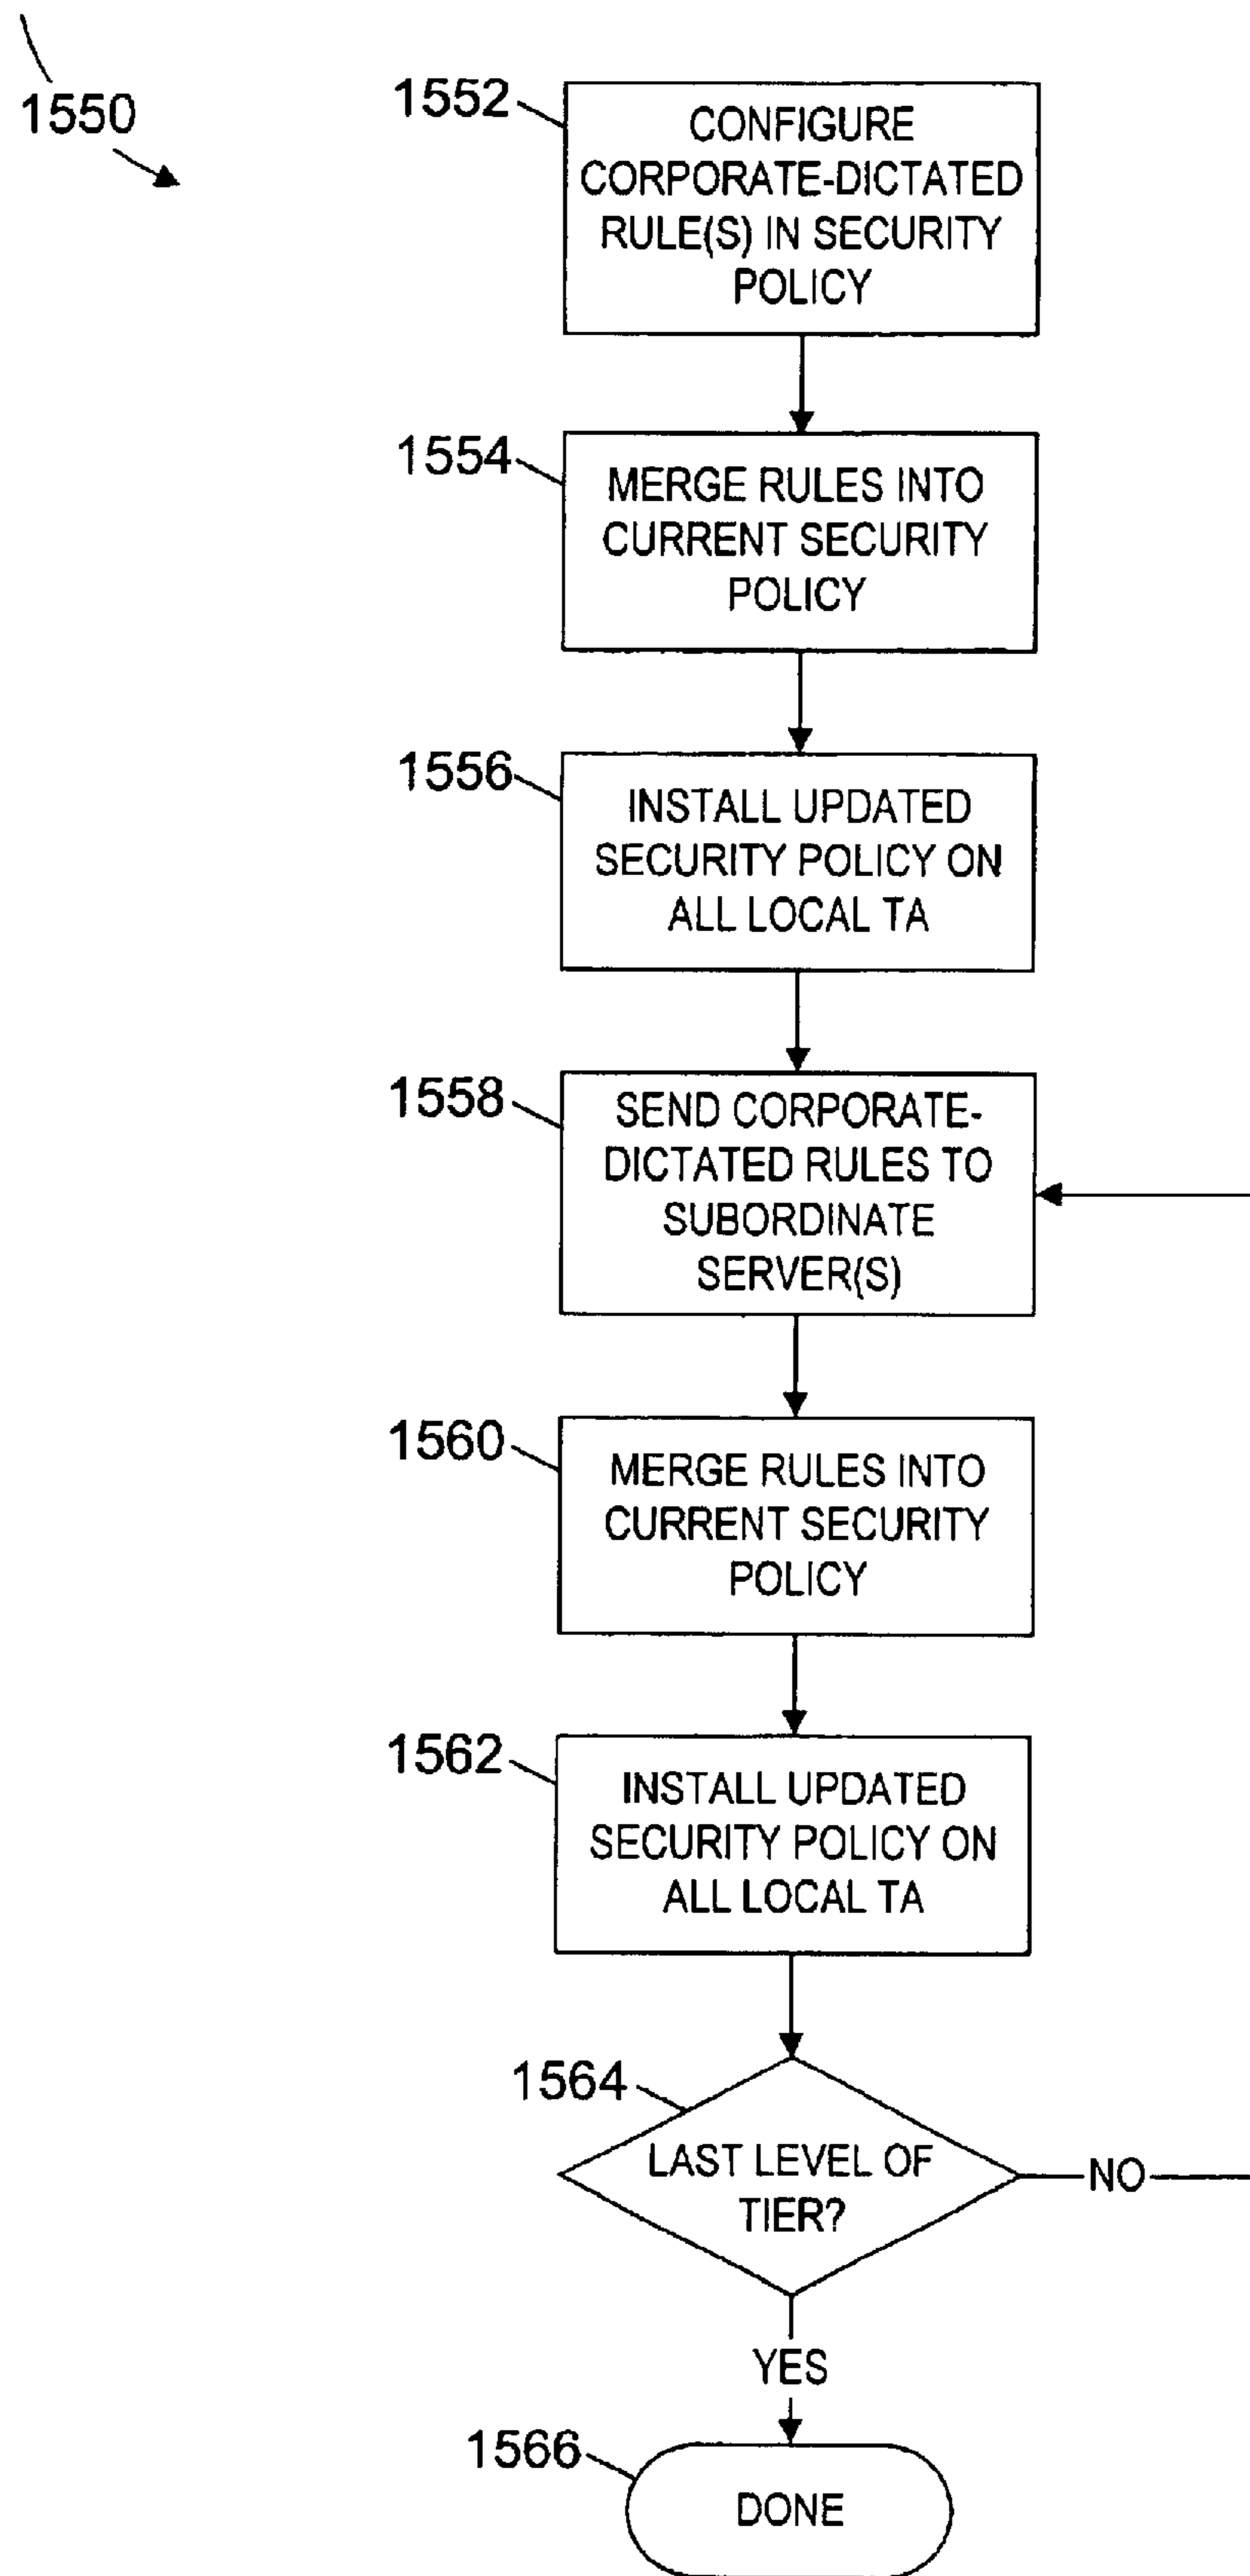 1550
1552
CONFIGURE
CORPORATE-DICTATED
RULE(S) IN SECURITY
POLICY
1554
MERGE RULES INTO
CURRENT SECURITY
POLICY
1556
INSTALL UPDATED
SECURITY POLICY ON
ALL LOCAL TA
1558
SEND CORPORATE-
DICTATED RULES TO
SUBORDINATE
SERVER(S)
1560
MERGE RULES INTO
CURRENT SECURITY
POLICY
1562
INSTALL UPDATED
SECURITY POLICY ON
ALL LOCAL TA
1564
LAST LEVEL OF
TIER?
NO
YES
1566
DONE